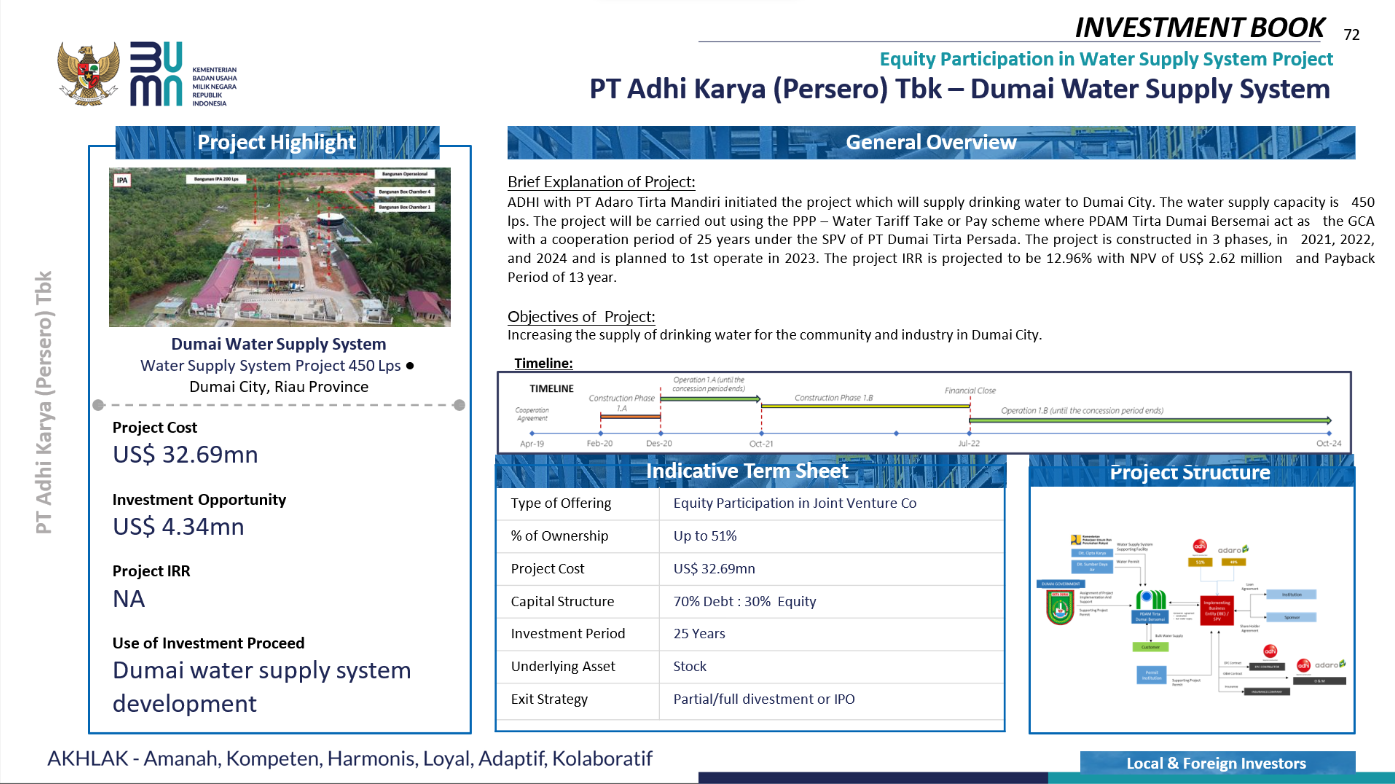 INVESTMENT BOOK
72
Equity Participation in Water Supply System Project
PT Adhi Karya (Persero) Tbk – Dumai Water Supply System
BUMN
KEMENTERIAN
BADAN USAHA
MILIK NEGARA
REPUBLIK
INDONESIA
PT Adhi Karya (Persero) Tbk
Project Highlight
IPA
Bangunan IPA 200 Lps
Bangunan Operasional
Bangunan Box Chamber 4
Bangunan Box Chamber 1
Dumai Water Supply System
Water Supply System Project 450 Lps ●
Dumai City, Riau Province
Project Cost
US$ 32.69mn
Investment Opportunity
US$ 4.34mn
Project IRR
NA
Use of Investment Proceed
Dumai water supply system
development
General Overview
Brief Explanation of Project:
ADHI with PT Adaro Tirta Mandiri initiated the project which will supply drinking water to Dumai City. The water supply capacity is 450
lps. The project will be carried out using the PPP – Water Tariff Take or Pay scheme where PDAM Tirta Dumai Bersemai act as the GCA
with a cooperation period of 25 years under the SPV of PT Dumai Tirta Persada. The project is constructed in 3 phases, in 2021, 2022,
and 2024 and is planned to 1st operate in 2023. The project IRR is projected to be 12.96% with NPV of US$ 2.62 million and Payback
Period of 13 year.
Objectives of Project:
Increasing the supply of drinking water for the community and industry in Dumai City.
Timeline:
TIMELINE
Cooperation
Agreement
Construction Phase
1.A
Operation 1.A (until the
concession period ends)
Construction Phase 1.B
Financial Close
Operation 1.B (until the concession period ends)
Apr-19
Feb-20
Des-20
Oct-21
Jul-22
Oct-24
Indicative Term Sheet
Type of Offering Equity Participation in Joint Venture Co
% of Ownership Up to 51%
Project Cost US$ 32.69mn
Capital Structure 70% Debt : 30% Equity
Investment Period 25 Years
Underlying Asset Stock
Exit Strategy Partial/full divestment or IPO
Project Structure
Water Supply System
Supporting Facility
Water Permit
DUMAI GOVERNMENT
Supporting Project
PDAM Tirta
Dumai Bersemai
Implementing
Business
Entity (IBE) /
SPV
adhi
adaro
51%
Loan
Agreement
Institution
Sponsor
Shareholder
Agreement
Bulk Water Supply
Customer
Supporting Project
adhi
adhi
adaro
AKHLAK - Amanah, Kompeten, Harmonis, Loyal, Adaptif, Kolaboratif
Local & Foreign Investors